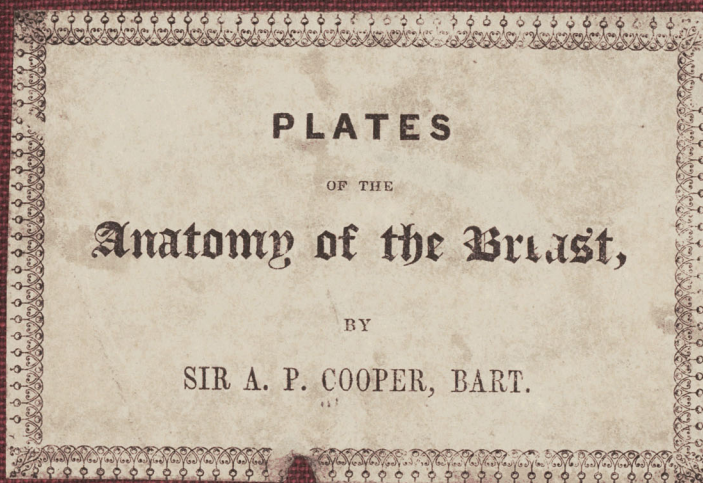 PLATES
OF THE
Anatomy of the Breast,
BY
SIR A. P. COOPER, BART.